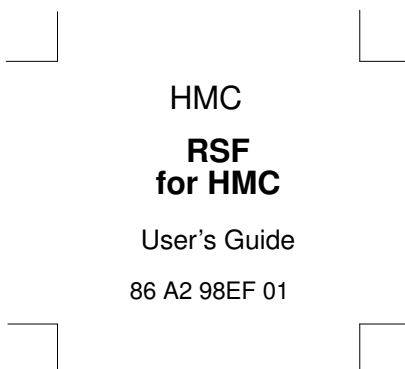 HMC
RSF
for HMC
User's Guide
86 A2 98EF 01